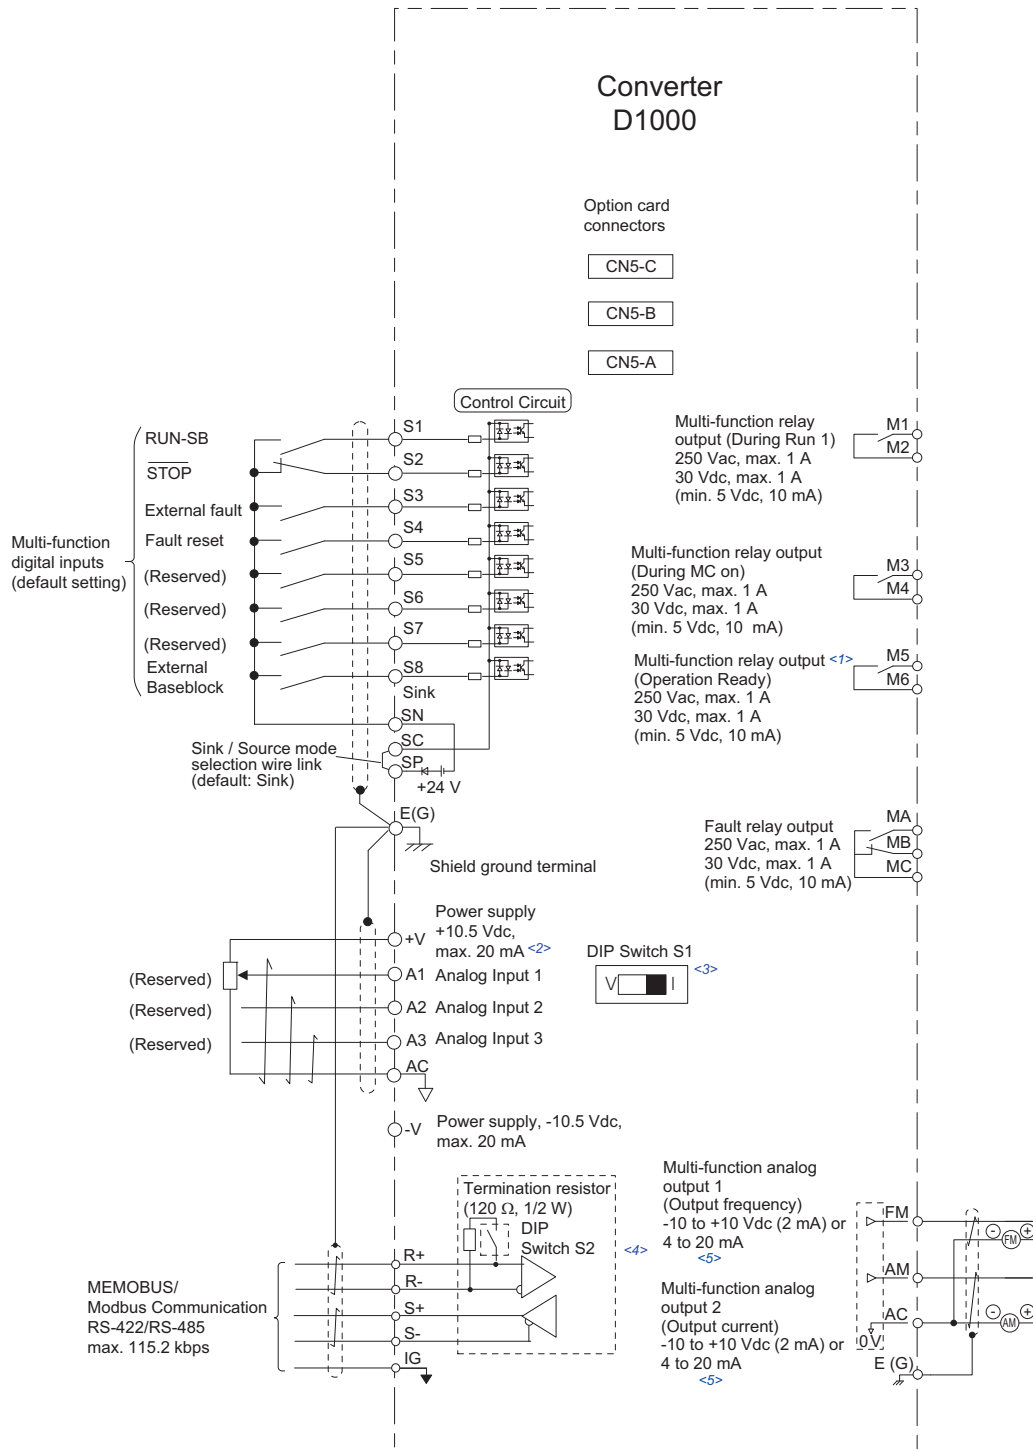 Converter
D1000
Option card
connectors
CN5-C
CN5-B
CN5-A
Control Circuit
Multi-function
digital inputs
(default setting)
RUN-SB
STOP
External fault
Fault reset
(Reserved)
(Reserved)
(Reserved)
External
Baseblock
S1
S2
S3
S4
S5
S6
S7
S8
Sink
SN
SC
SP
+24 V
Sink / Source mode
selection wire link
(default: Sink)
E(G)
Shield ground terminal
Multi-function relay
output (During Run 1)
250 Vac, max. 1 A
30 Vdc, max. 1 A
(min. 5 Vdc, 10 mA)
M1
M2
Multi-function relay output
(During MC on)
250 Vac, max. 1 A
30 Vdc, max. 1 A
(min. 5 Vdc, 10 mA)
M3
M4
Multi-function relay output <1>
(Operation Ready)
250 Vac, max. 1 A
30 Vdc, max. 1 A
(min. 5 Vdc, 10 mA)
M5
M6
Fault relay output
250 Vac, max. 1 A
30 Vdc, max. 1 A
(min. 5 Vdc, 10 mA)
MA
MB
MC
Power supply
+10.5 Vdc,
max. 20 mA <2>
+V
(Reserved)
A1 Analog Input 1
(Reserved)
A2 Analog Input 2
(Reserved)
A3 Analog Input 3
AC
DIP Switch S1
<3>
V I
-V
Power supply, -10.5 Vdc,
max. 20 mA
Termination resistor
(120 Ω, 1/2 W)
DIP
Switch S2
<4>
MEMOBUS/
Modbus Communication
RS-422/RS-485
max. 115.2 kbps
R+
R-
S+
S-
IG
Multi-function analog
output 1
(Output frequency)
-10 to +10 Vdc (2 mA) or
4 to 20 mA
<5>
Multi-function analog
output 2
(Output current)
-10 to +10 Vdc (2 mA) or
4 to 20 mA
<5>
FM
- FM +
AM
AC
- AM +
0V
E (G)